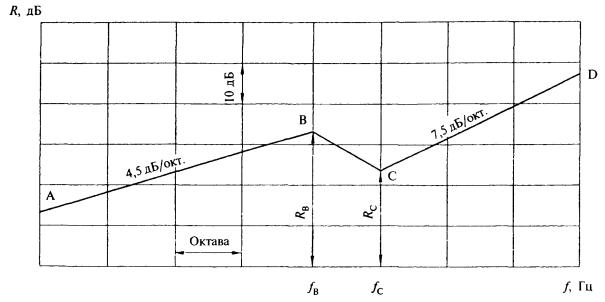 R, дБ
D
10 дБ
B
7,5 дБ/окт.
4,5 дБ/окт.
C
A
R_B
R_C
Октава
f_B
f_C
f, Гц